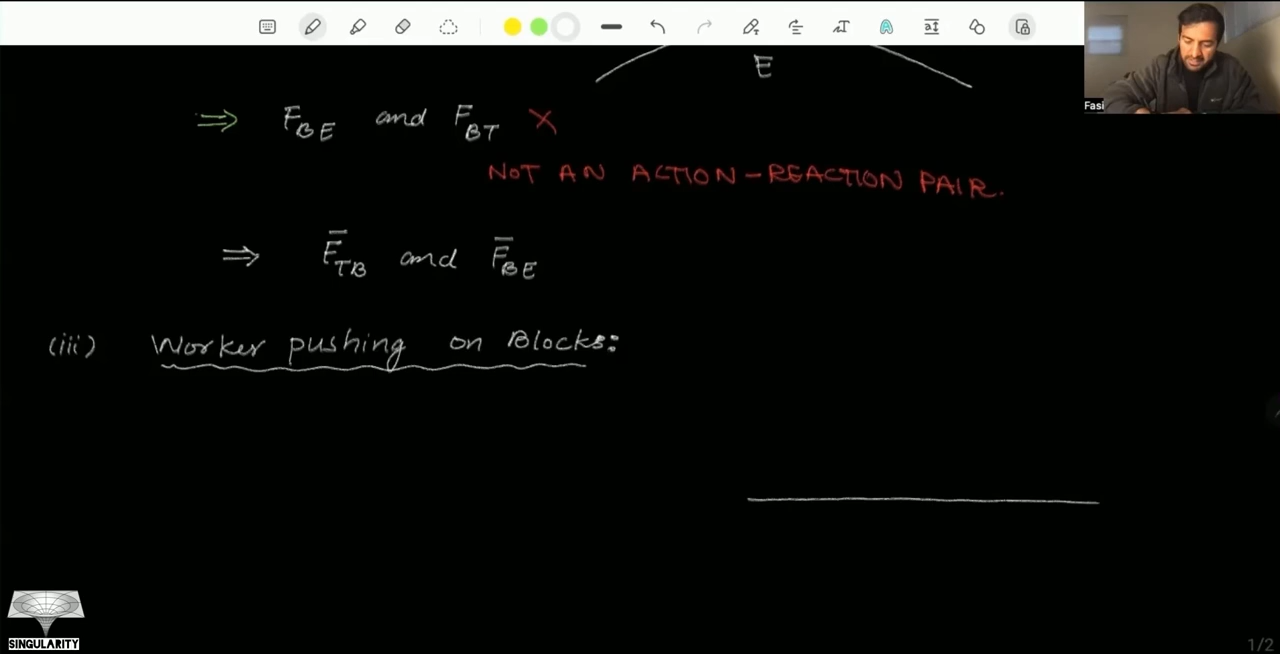 E
Fasi
⇒ F_BE and F_BT X
NOT AN ACTION-REACTION PAIR.
⇒ F̄_TB and F̄_BE
(iii) Worker pushing on Blocks:
SINGULARITY
1/2